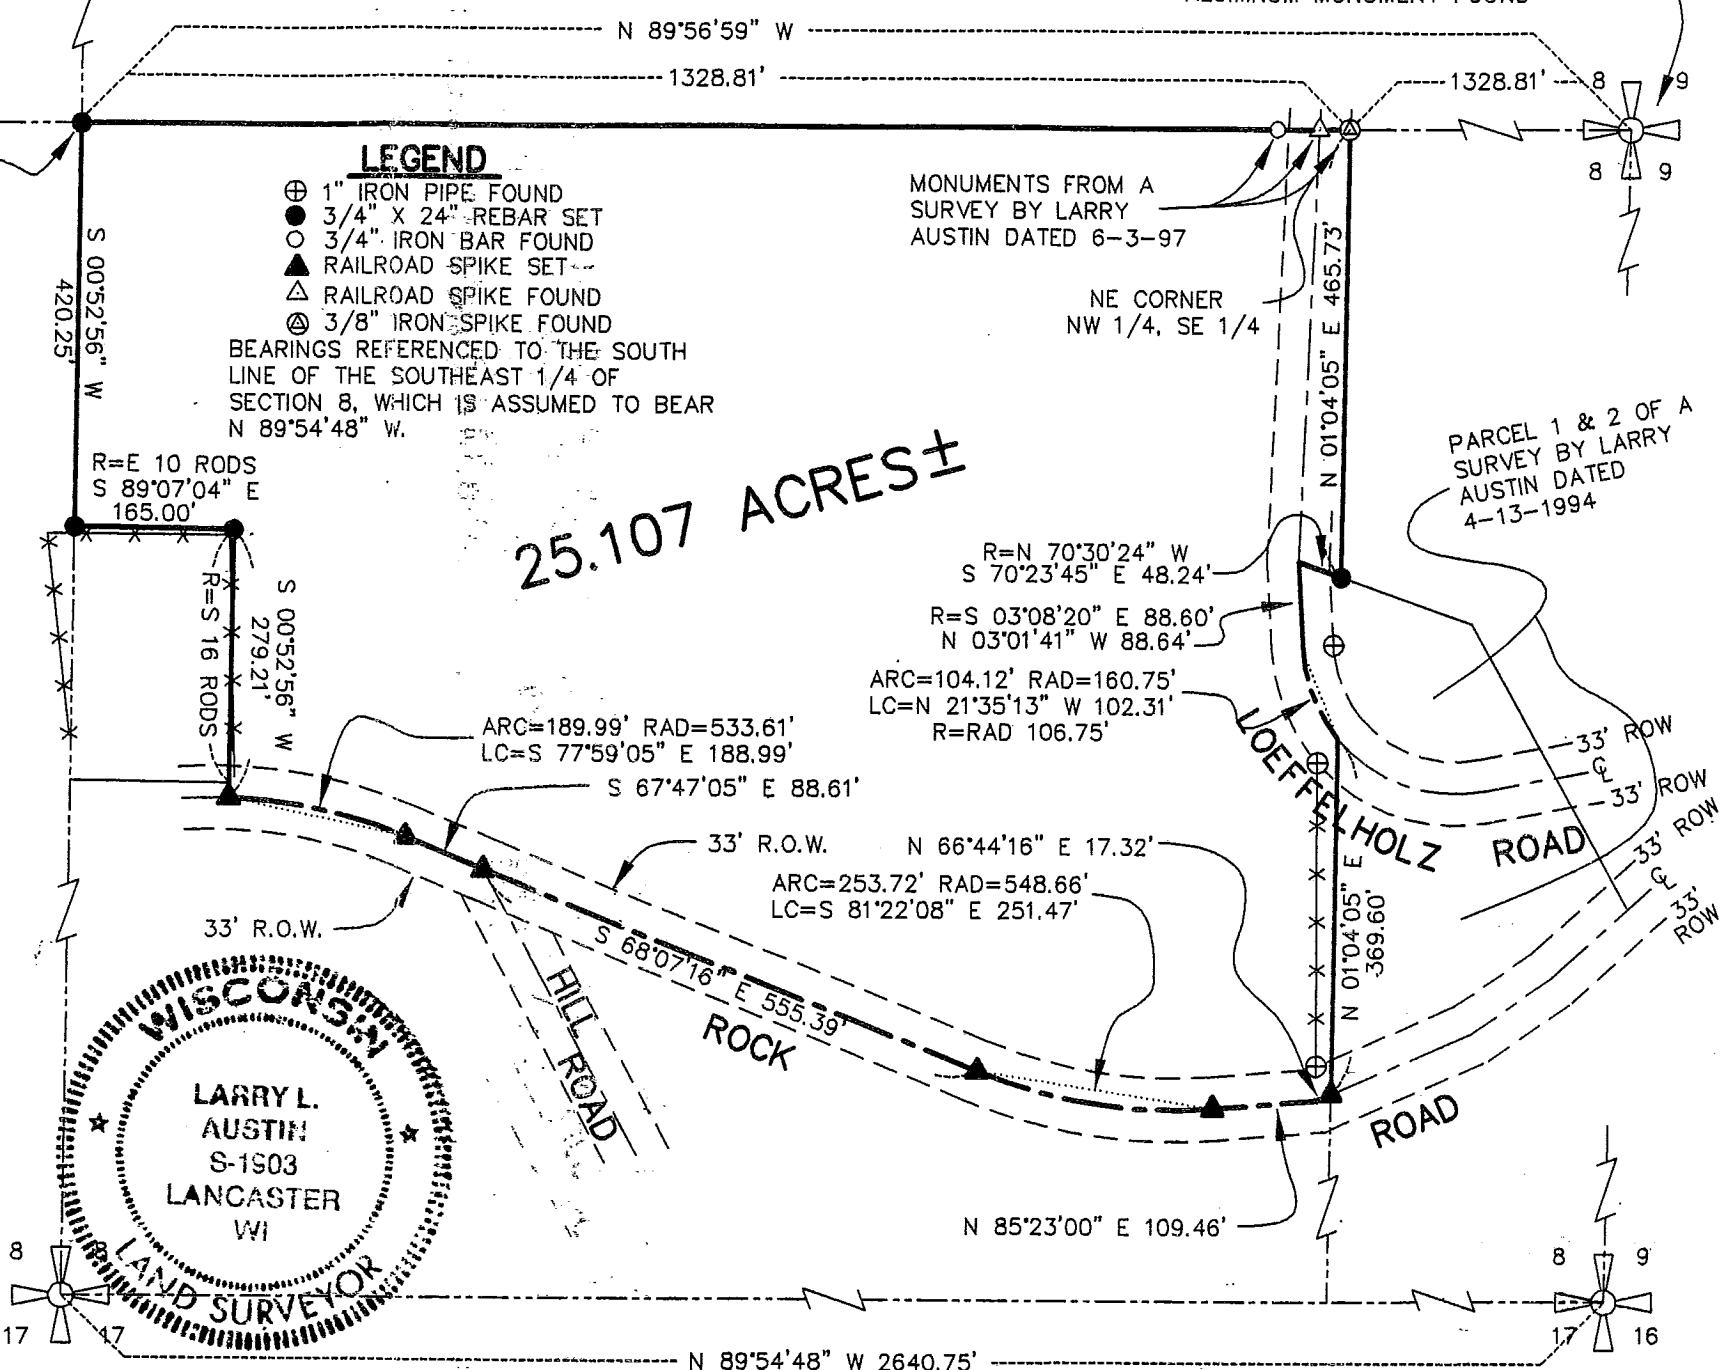 N 89°56'59" W
1328.81'
1328.81'
8 9
8 9
LEGEND
1" IRON PIPE FOUND
3/4" X 24" REBAR SET
3/4" IRON BAR FOUND
RAILROAD SPIKE SET
RAILROAD SPIKE FOUND
3/8" IRON SPIKE FOUND
BEARINGS REFERENCED TO THE SOUTH
LINE OF THE SOUTHEAST 1/4 OF
SECTION 8, WHICH IS ASSUMED TO BEAR
N 89°54'48" W.
MONUMENTS FROM A
SURVEY BY LARRY
AUSTIN DATED 6-3-97
NE CORNER
NW 1/4, SE 1/4
S 00°52'56" W
420.25'
N 01°04'05" E 465.73'
PARCEL 1 & 2 OF A
SURVEY BY LARRY
AUSTIN DATED
4-13-1994
R=E 10 RODS
S 89°07'04" E
165.00'
25.107 ACRES±
R=N 70°30'24" W
S 70°23'45" E 48.24'
R=S 03°08'20" E 88.60'
N 03°01'41" W 88.64'
ARC=104.12' RAD=160.75'
LC=N 21°35'13" W 102.31'
R=RAD 106.75'
S 00°52'56" W
279.21'
R=S 16 RODS
ARC=189.99' RAD=533.61'
LC=S 77°59'05" E 188.99'
S 67°47'05" E 88.61'
33' ROW
℄
33' ROW
LOEFFELHOLZ ROAD
33' ROW
℄
33'
ROW
33' R.O.W.
N 66°44'16" E 17.32'
ARC=253.72' RAD=548.66'
LC=S 81°22'08" E 251.47'
33' R.O.W.
N 01°04'05" E
369.60'
S 68°07'16" E 555.39'
HILL ROAD
ROCK ROAD
N 85°23'00" E 109.46'
WISCONSIN
LARRY L.
AUSTIN
S-1903
LANCASTER
WI
LAND SURVEYOR
8
17 17
8 9
17 16
N 89°54'48" W 2640.75'